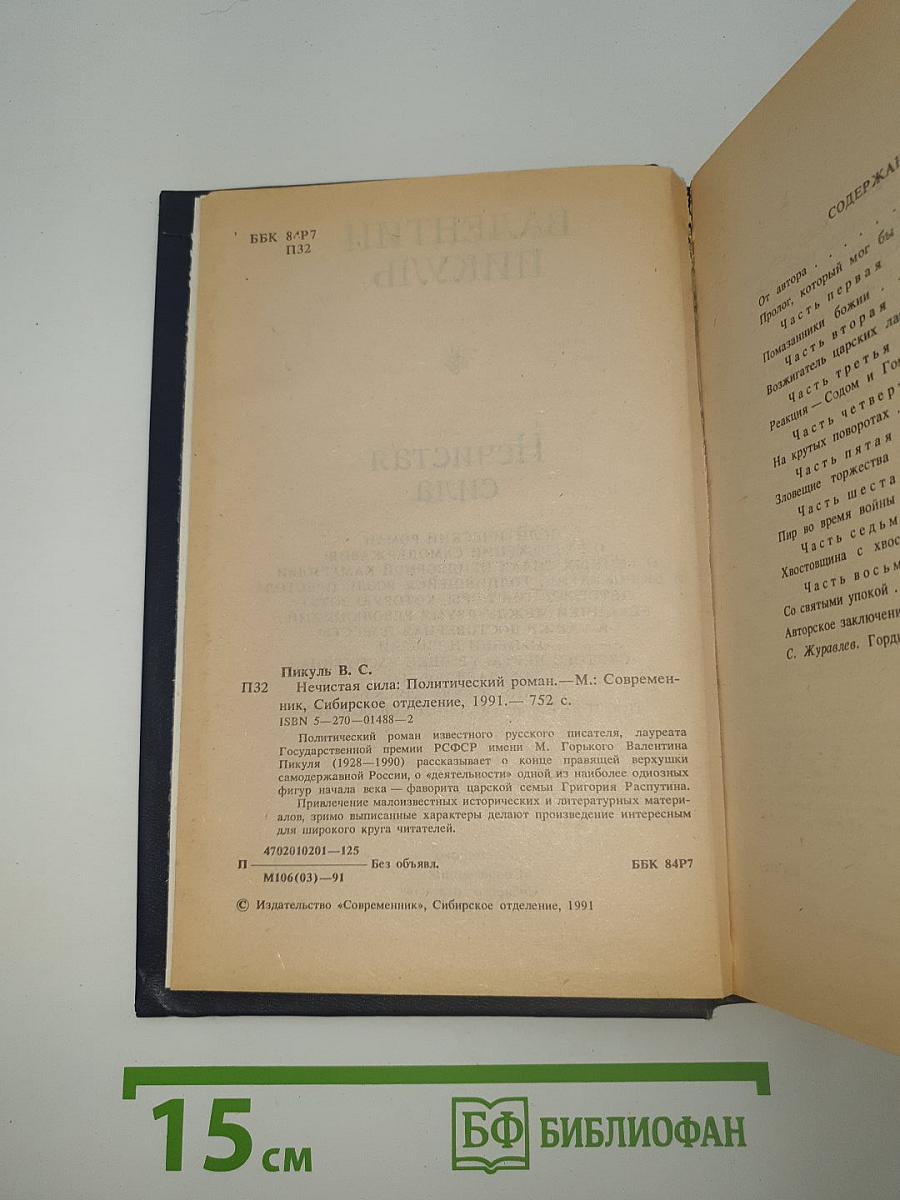 ББК 84Р7
П32
Пикуль В. С.
П32 Нечистая сила: Политический роман.—М.: Современ-
ник, Сибирское отделение, 1991.— 752 с.
ISBN 5—270—01488—2
Политический роман известного русского писателя, лауреата
Государственной премии РСФСР имени М. Горького Валентина
Пикуля (1928—1990) рассказывает о конце правящей верхушки
самодержавной России, о «деятельности» одной из наиболее одиозных
фигур начала века — фаворита царской семьи Григория Распутина.
Привлечение малоизвестных исторических и литературных матери-
алов, зримо выписанные характеры делают произведение интересным
для широкого круга читателей.
4702010201—125
П ———— Без объявл. ББК 84Р7
М106(03)—91
© Издательство «Современник», Сибирское отделение, 1991
СОДЕРЖАН
От автора . . . . .
Пролог, который мог бы
Часть первая
Помазанники божии . .
Часть вторая
Возжигатель царских ла
Часть третья
Реакция — Содом и Гом
Часть четверт
На крутых поворотах .
Часть пятая
Зловещие торжества
Часть шеста
Пир во время войны
Часть седьм
Хвостовщина с хвос
Часть восьм
Со святыми упокой . .
Авторское заключени
С. Журавлев. Горди
15 см
БФ БИБЛИОФАН